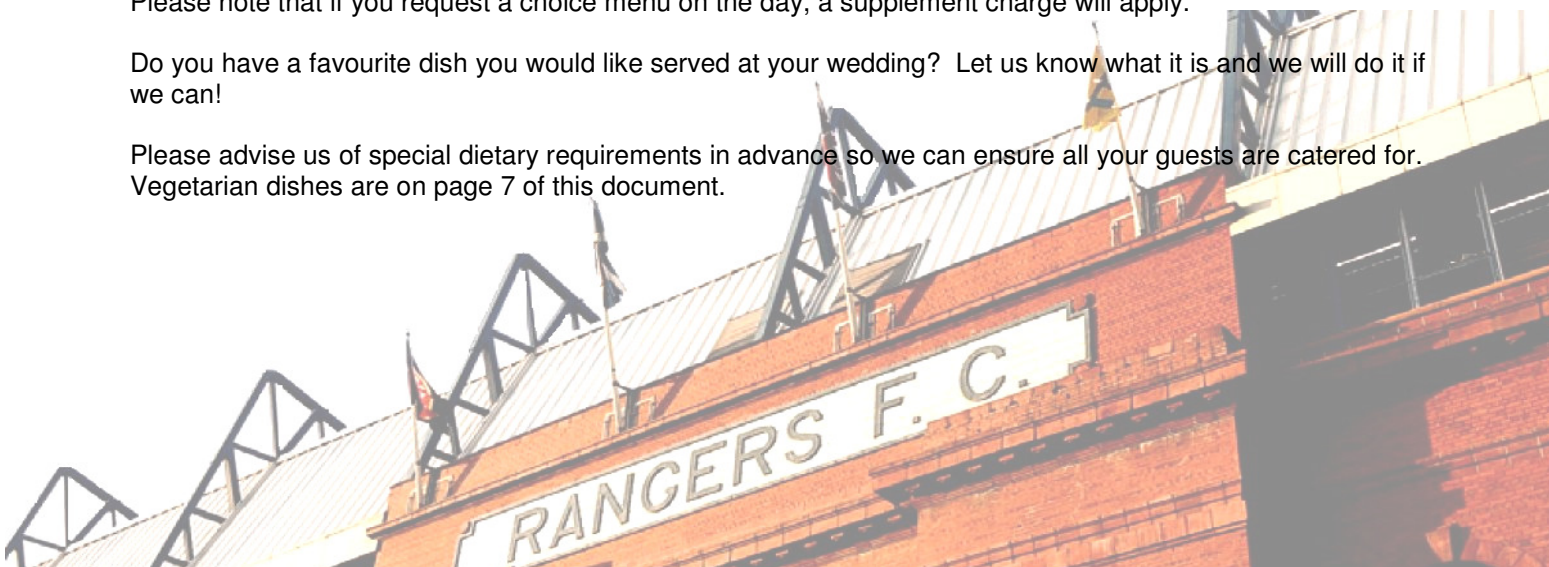 Please note that if you request a choice menu on the day, a supplement charge will apply.
Do you have a favourite dish you would like served at your wedding?  Let us know what it is and we will do it if
we can!
Please advise us of special dietary requirements in advance so we can ensure all your guests are catered for.
Vegetarian dishes are on page 7 of this document.
RANGERS F. C.